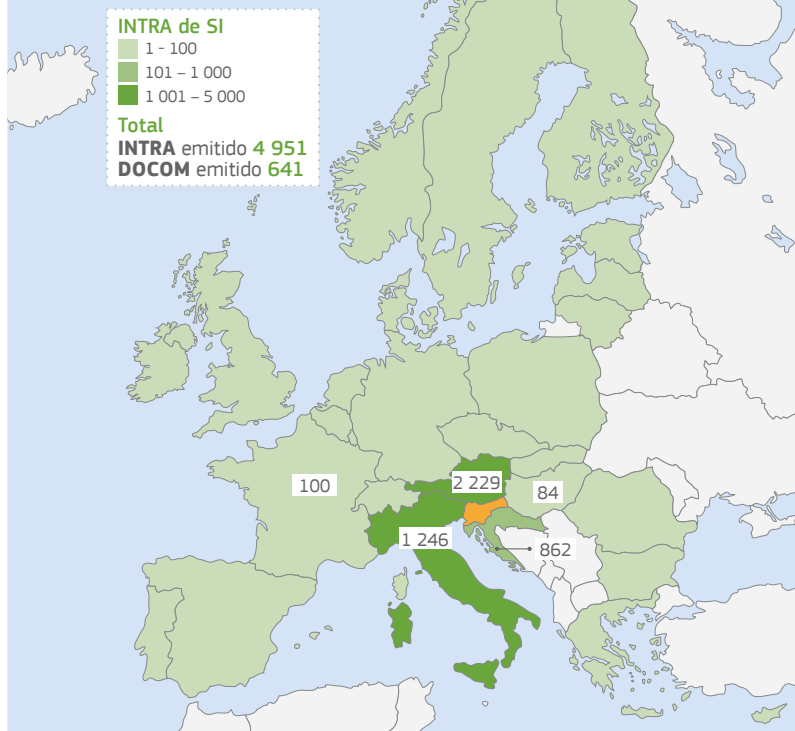 INTRA de SI
1 - 100
101 – 1 000
1 001 – 5 000
Total
INTRA emitido 4 951
DOCOM emitido 641
2 229
100
84
1 246
862